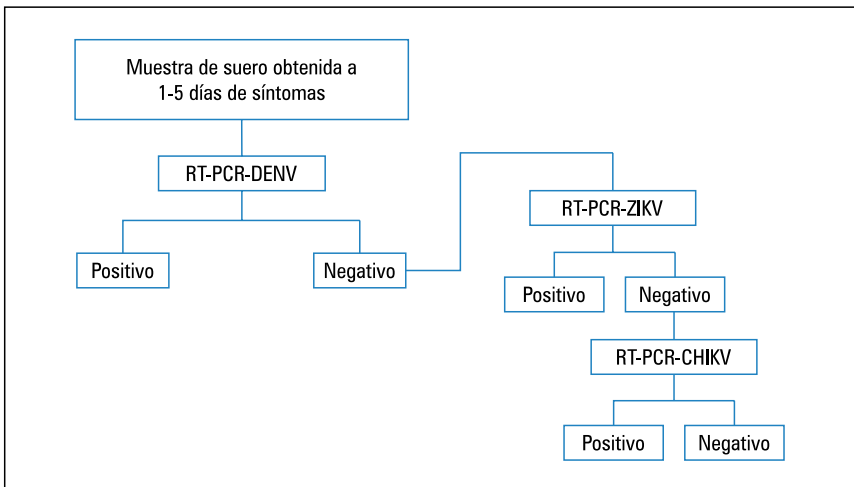 Muestra de suero obtenida a
1-5 días de síntomas
RT-PCR-DENV
Positivo
Negativo
RT-PCR-ZIKV
Positivo
Negativo
RT-PCR-CHIKV
Positivo
Negativo